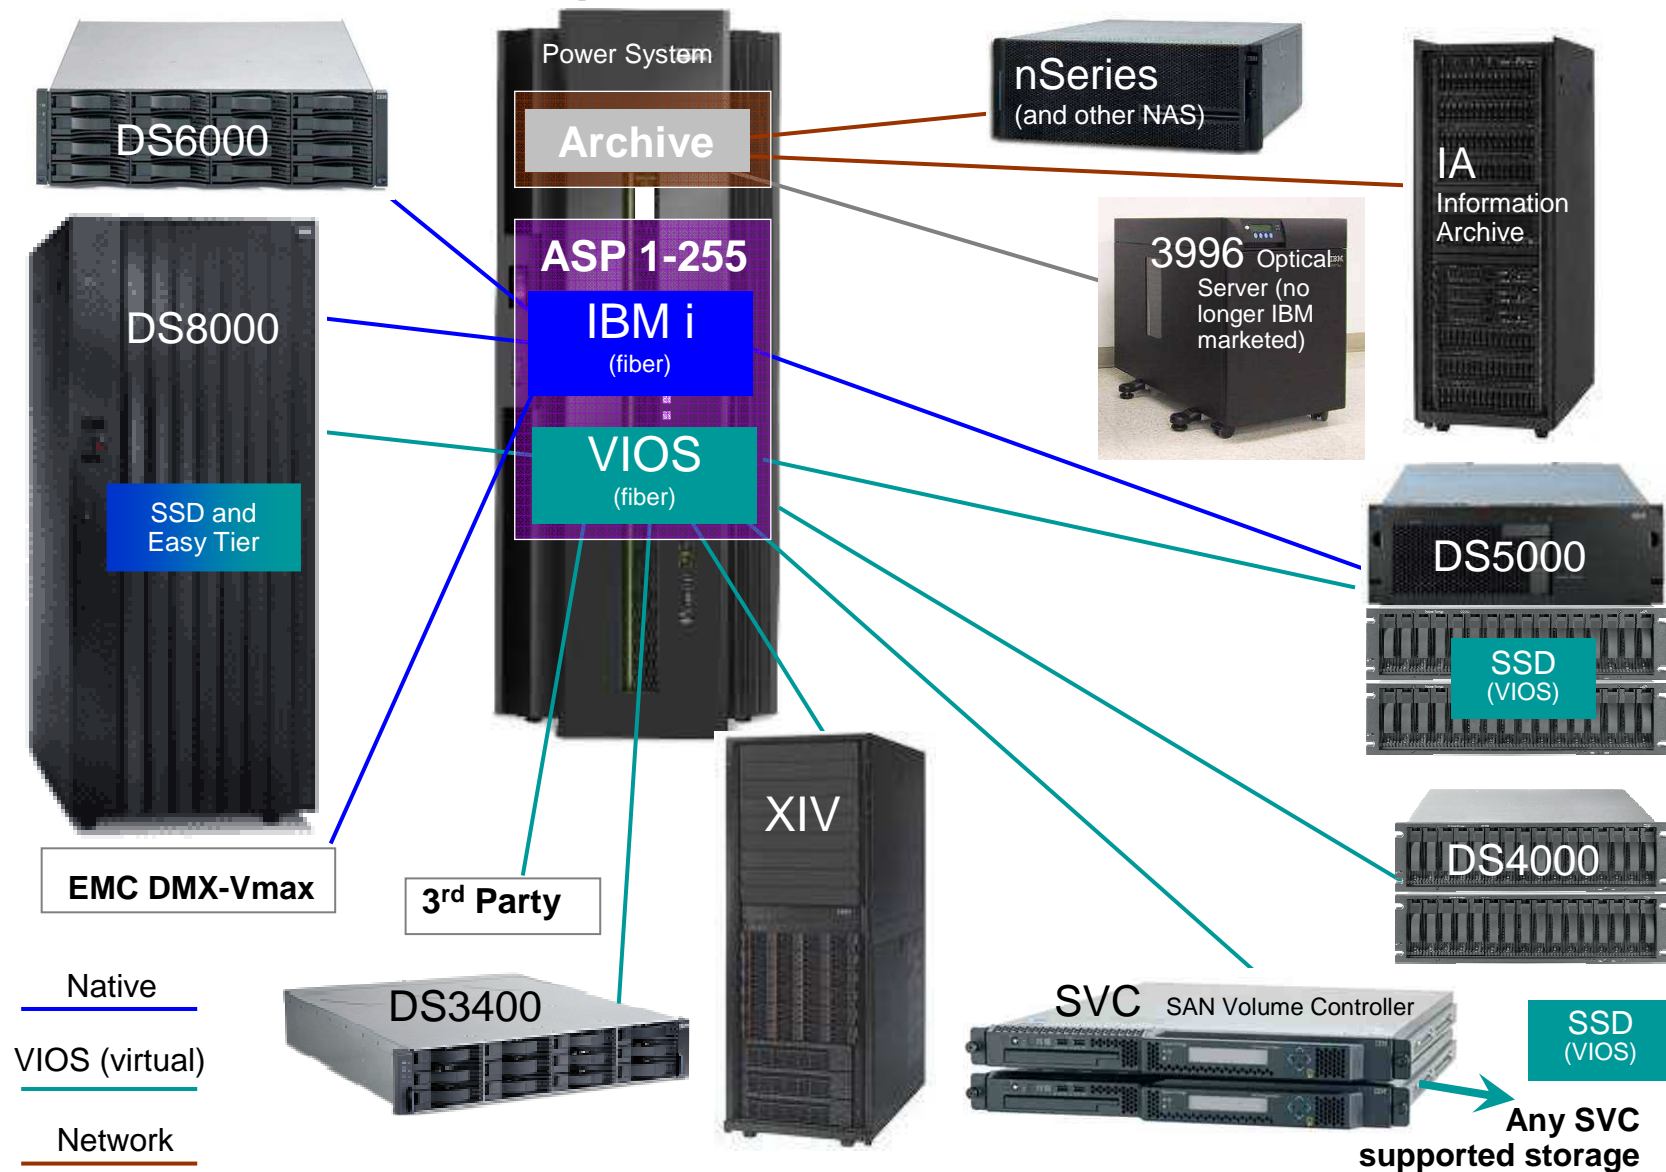 Power System
Archive
ASP 1-255
IBM i
(fiber)
VIOS
(fiber)
DS6000
DS8000
SSD and
Easy Tier
EMC DMX-Vmax
3rd Party
nSeries
(and other NAS)
IA
Information
Archive
3996 Optical
Server (no
longer IBM
marketed)
IBM
DS5000
SSD
(VIOS)
DS4000
XIV
DS3400
SVC SAN Volume Controller
SSD
(VIOS)
Any SVC
supported storage
Native
VIOS (virtual)
Network